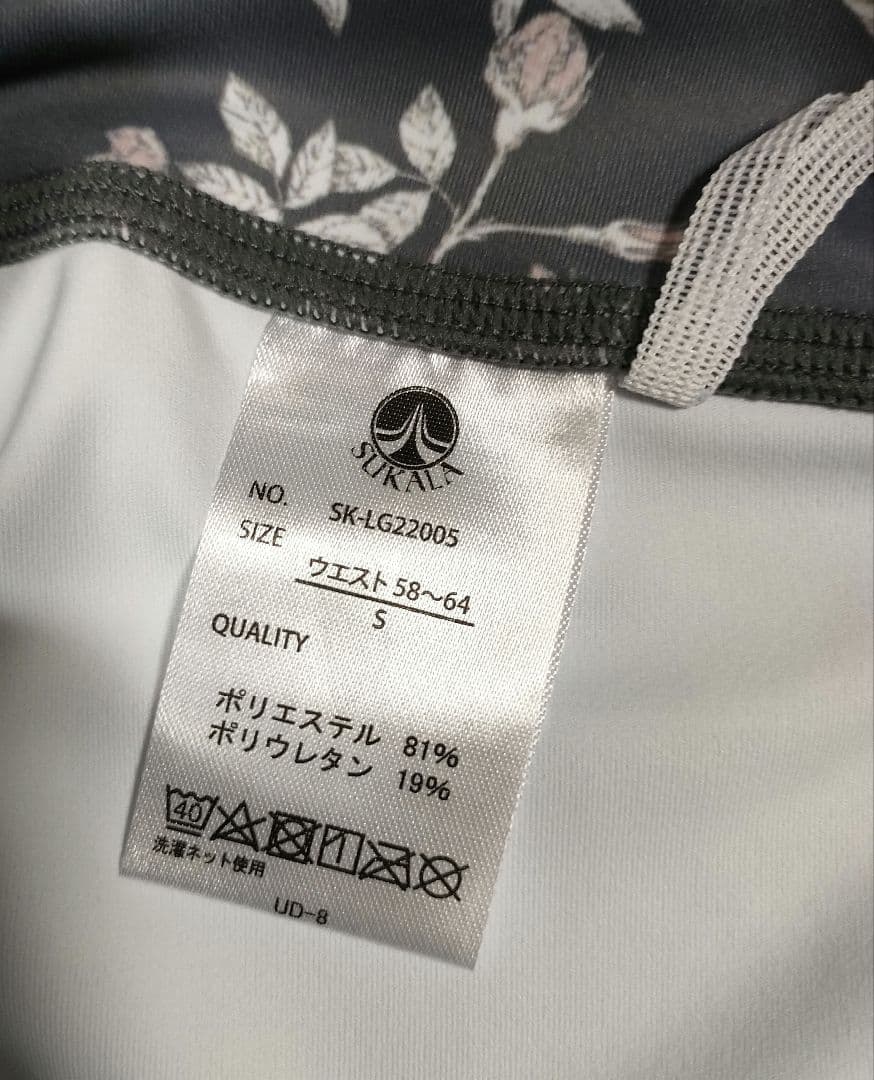 SUKALA
NO. SK-LG22005
SIZE
ウエスト 58〜64
S
QUALITY
ポリエステル 81%
ポリウレタン 19%
40
洗濯ネット使用
UD-8